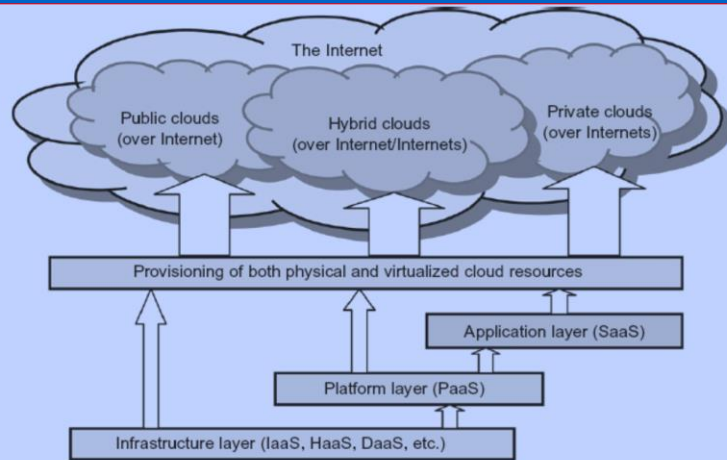 The Internet
Public clouds
(over Internet)
Hybrid clouds
(over Internet/Internets)
Private clouds
(over Internets)
Provisioning of both physical and virtualized cloud resources
Application layer (SaaS)
Platform layer (PaaS)
Infrastructure layer (IaaS, HaaS, DaaS, etc.)